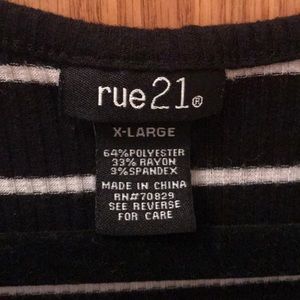 rue21®
X-LARGE
64%POLYESTER
33% RAYON
3%SPANDEX
MADE IN CHINA
RN#70829
SEE REVERSE
FOR CARE